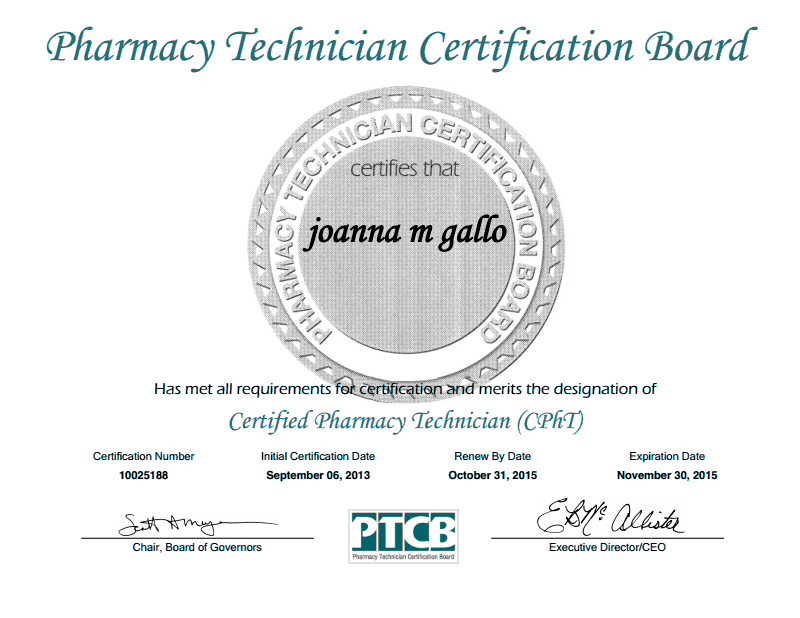 Pharmacy Technician Certification Board
PHARMACY TECHNICIAN CERTIFICATION BOARD
certifies that
joanna m gallo
Has met all requirements for certification and merits the designation of
Certified Pharmacy Technician (CPhT)
Certification Number Initial Certification Date Renew By Date Expiration Date
10025188 September 06, 2013 October 31, 2015 November 30, 2015
Chair, Board of Governors
PTCB
Pharmacy Technician Certification Board
Executive Director/CEO